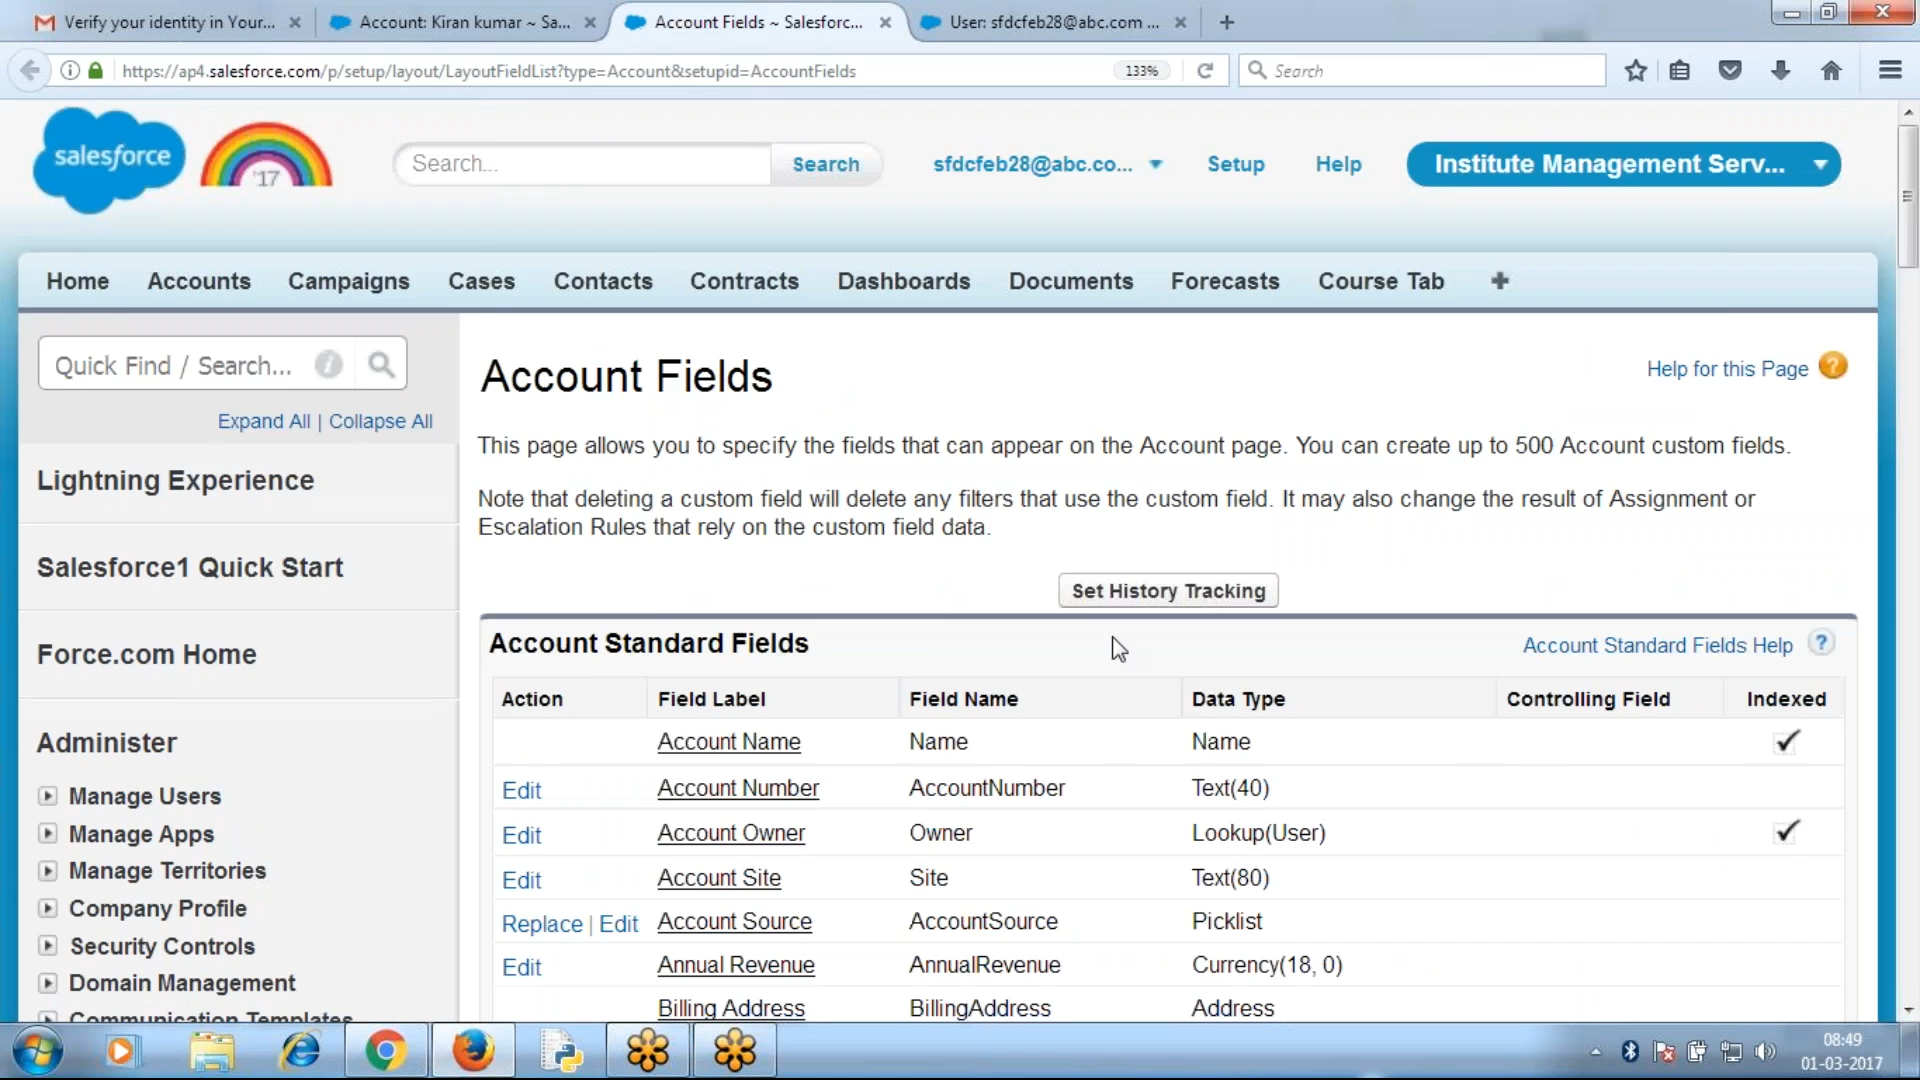 Verify your identity in Your...
Account: Kiran kumar ~ Sa...
Account Fields ~ Salesforc...
User: sfdcfeb28@abc.com ...
https://ap4.salesforce.com/p/setup/layout/LayoutFieldList?type=Account&setupid=AccountFields
133%
Search
salesforce
'17
Search...
Search
sfdcfeb28@abc.co...
Setup
Help
Institute Management Serv...
Home
Accounts
Campaigns
Cases
Contacts
Contracts
Dashboards
Documents
Forecasts
Course Tab
Quick Find / Search...
Expand All | Collapse All
Lightning Experience
Salesforce1 Quick Start
Force.com Home
Administer
Manage Users
Manage Apps
Manage Territories
Company Profile
Security Controls
Domain Management
Communication Templates
Account Fields
Help for this Page
This page allows you to specify the fields that can appear on the Account page. You can create up to 500 Account custom fields.
Note that deleting a custom field will delete any filters that use the custom field. It may also change the result of Assignment or
Escalation Rules that rely on the custom field data.
Set History Tracking
Account Standard Fields
Account Standard Fields Help
Action Field Label Field Name Data Type Controlling Field Indexed
Account Name Name Name
Edit Account Number AccountNumber Text(40)
Edit Account Owner Owner Lookup(User)
Edit Account Site Site Text(80)
Replace | Edit Account Source AccountSource Picklist
Edit Annual Revenue AnnualRevenue Currency(18, 0)
Billing Address BillingAddress Address
08:49
01-03-2017